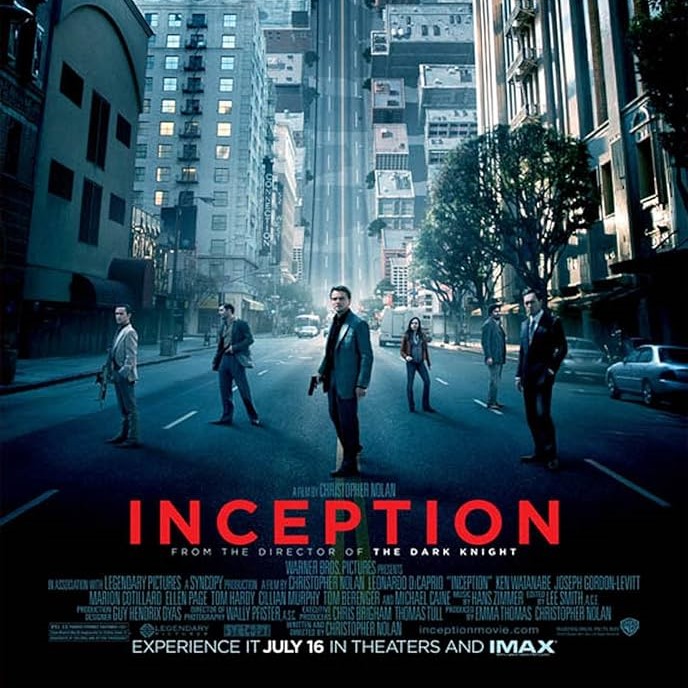 A FILM BY CHRISTOPHER NOLAN
INCEPTION
FROM THE DIRECTOR OF THE DARK KNIGHT
WARNER BROS. PICTURES PRESENTS
IN ASSOCIATION WITH LEGENDARY PICTURES A SYNCOPY PRODUCTION A FILM BY CHRISTOPHER NOLAN LEONARDO DiCAPRIO "INCEPTION" KEN WATANABE JOSEPH GORDON-LEVITT
MARION COTILLARD ELLEN PAGE TOM HARDY CILLIAN MURPHY TOM BERENGER AND MICHAEL CAINE MUSIC BY HANS ZIMMER EDITED BY LEE SMITH A.C.E.
PRODUCTION DESIGNER GUY HENDRIX DYAS DIRECTOR OF PHOTOGRAPHY WALLY PFISTER, A.S.C. EXECUTIVE PRODUCERS CHRIS BRIGHAM THOMAS TULL PRODUCED BY EMMA THOMAS CHRISTOPHER NOLAN
WRITTEN AND DIRECTED BY CHRISTOPHER NOLAN
LEGENDARY PICTURES SYNCOPY inceptionmovie.com
EXPERIENCE IT JULY 16 IN THEATERS AND IMAX